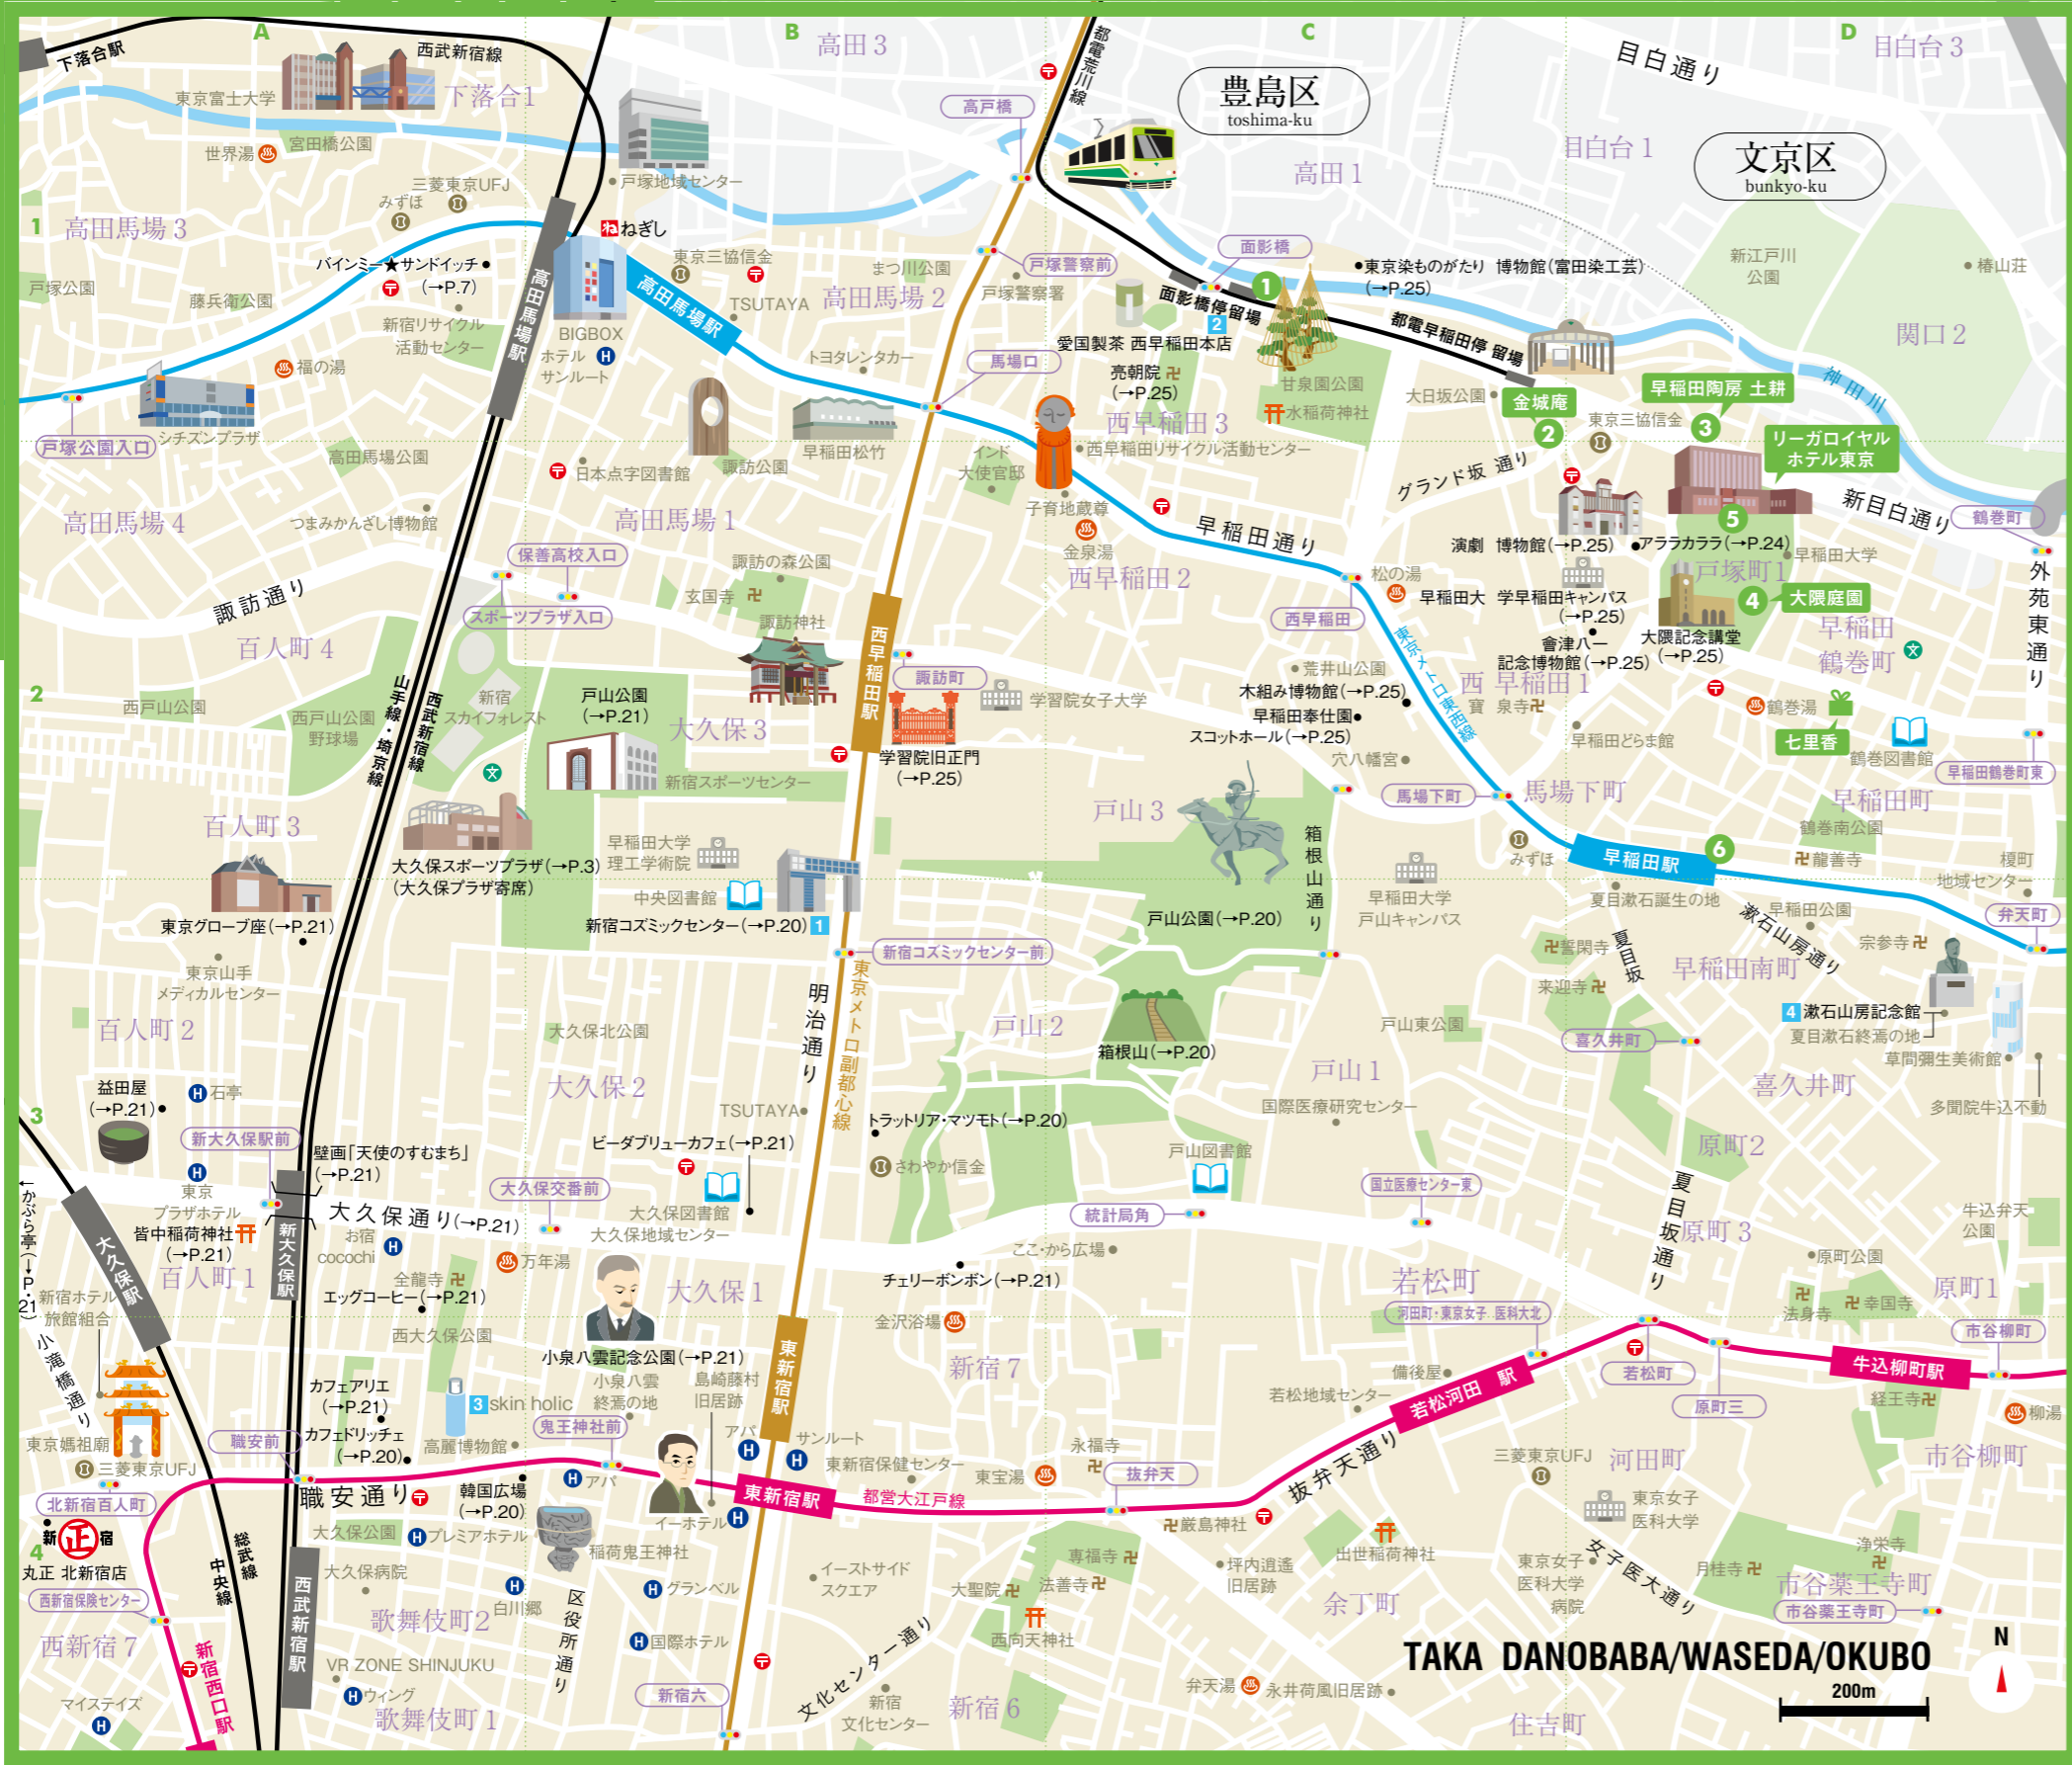 A
B
C
D
1
2
3
4
下落合駅
西武新宿線
東京富士大学
下落合1
世界湯
宮田橋公園
三菱東京UFJ
みずほ
高田馬場 3
戸塚公園
藤兵衛公園
バインミー★サンドイッチ
(→P.7)
新宿リサイクル
活動センター
福の湯
シチズンプラザ
戸塚公園入口
高田馬場駅
高田 3
戸塚地域センター
ね ねぎし
東京三協信金
高田馬場駅
TSUTAYA
BIGBOX
ホテル
サンルート
まつ川公園
高田馬場 2
トヨタレンタカー
早稲田松竹
諏訪公園
日本点字図書館
都電荒川線
高戸橋
豊島区
toshima-ku
高田 1
戸塚警察前
戸塚警察署
面影橋
面影橋停留場
1
2
愛国製茶 西早稲田本店
亮朝院
(→P.25)
馬場口
西早稲田 3
東京染ものがたり 博物館(富田染工芸)
(→P.25)
都電早稲田停 留場
甘泉園公園
水稲荷神社
西早稲田リサイクル活動センター
インド
大使官邸
子育地蔵尊
金泉湯
目白通り
目白台 3
目白台 1
文京区
bunkyo-ku
新江戸川
公園
椿山荘
関口 2
神田川
大日坂公園
金城庵
2
東京三協信金
早稲田陶房 土耕
3
リーガロイヤル
ホテル東京
グランド坂 通り
新目白通り
鶴巻町
5
アララカララ(→P.24)
演劇 博物館(→P.25)
早稲田大学
戸塚町1
4
大隈庭園
高田馬場公園
高田馬場 4
つまみかんざし博物館
高田馬場 1
保善高校入口
諏訪の森公園
玄国寺
スポーツプラザ入口
諏訪神社
諏訪通り
百人町 4
西戸山公園
西戸山公園
野球場
山手線・埼京線
西武新宿線
新宿
スカイフォレスト
戸山公園
(→P.21)
大久保 3
新宿スポーツセンター
西早稲田駅
諏訪町
学習院女子大学
学習院旧正門
(→P.25)
西早稲田 2
早稲田通り
松の湯
西早稲田
早稲田大 学早稲田キャンパス
(→P.25)
會津八一
記念博物館(→P.25)
大隈記念講堂
(→P.25)
早稲田
鶴巻町
外苑東通り
荒井山公園
木組み博物館(→P.25)
早稲田奉仕園
スコットホール(→P.25)
穴八幡宮
東京メトロ東西線
西 早稲田 1
寶 泉寺
早稲田どらま館
鶴巻湯
七里香
鶴巻図書館
早稲田鶴巻町東
早稲田町
鶴巻南公園
馬場下町
馬場下町
みずほ
早稲田駅
6
龍善寺
榎町
地域センター
百人町 3
大久保スポーツプラザ(→P.3)
(大久保プラザ寄席)
早稲田大学
理工学術院
中央図書館
新宿コズミックセンター(→P.20)
1
東京グローブ座(→P.21)
東京山手
メディカルセンター
戸山 3
戸山公園(→P.20)
箱根山通り
早稲田大学
戸山キャンパス
夏目漱石誕生の地
漱石山房通り
早稲田公園
弁天町
誓閑寺
夏目坂
来迎寺
早稲田南町
宗参寺
4
漱石山房記念館
夏目漱石終焉の地
草間彌生美術館
多聞院牛込不動
喜久井町
喜久井町
新宿コズミックセンター前
東京メトロ副都心線
明治通り
百人町 2
大久保北公園
大久保 2
戸山 2
箱根山(→P.20)
戸山 1
戸山東公園
国際医療研究センター
益田屋
(→P.21)
石亭
新大久保駅前
壁画「天使のすむまち」
(→P.21)
TSUTAYA
ビーダブリューカフェ(→P.21)
トラットリア・マツモト(→P.20)
さわやか信金
戸山図書館
原町2
夏目坂通り
原町 3
牛込弁天
公園
原町公園
原町1
←かぶら亭(→P.21)
大久保駅
東京
プラザホテル
皆中稲荷神社
(→P.21)
新大久保駅
大久保通り(→P.21)
お宿
cocochi
大久保交番前
大久保図書館
大久保地域センター
統計局角
国立医療センター東
百人町 1
全龍寺
万年湯
エッグコーヒー(→P.21)
西大久保公園
大久保 1
ここ・から広場
チェリーボンボン(→P.21)
金沢浴場
若松町
河田町・東京女子 医科大北
法身寺
幸国寺
市谷柳町
新宿ホテル
旅館組合
小滝橋通り
東京媽祖廟
三菱東京UFJ
北新宿百人町
カフェアリエ
(→P.21)
カフェドリッチェ
(→P.20)
職安前
3
skin holic
高麗博物館
小泉八雲記念公園(→P.21)
小泉八雲
終焉の地
島崎藤村
旧居跡
鬼王神社前
東新宿駅
アパ
サンルート
東新宿保健センター
新宿 7
東宝湯
永福寺
抜弁天
若松地域センター
備後屋
若松河田 駅
若松町
原町三
牛込柳町駅
経王寺
柳湯
市谷柳町
職安通り
韓国広場
(→P.20)
アパ
東新宿駅
都営大江戸線
抜弁天通り
三菱東京UFJ
河田町
東京女子
医科大学
新 正 宿
丸正 北新宿店
総武線
中央線
西新宿保険センター
西新宿 7
新宿西口駅
マイステイズ
西武新宿駅
大久保公園
プレミアホテル
大久保病院
白川郷
歌舞伎町2
区役所通り
稲荷鬼王神社
イーホテル
グランベル
国際ホテル
VR ZONE SHINJUKU
ウィング
歌舞伎町 1
新宿六
イーストサイド
スクエア
大聖院
専福寺
法善寺
西向天神社
文化センター通り
新宿
文化センター
新宿 6
厳島神社
坪内逍遥
旧居跡
出世稲荷神社
余丁町
弁天湯
永井荷風旧居跡
東京女子
医科大学
病院
女子医大通り
月桂寺
浄栄寺
市谷薬王寺町
市谷薬王寺町
住吉町
TAKA DANOBABA/WASEDA/OKUBO
200m
N